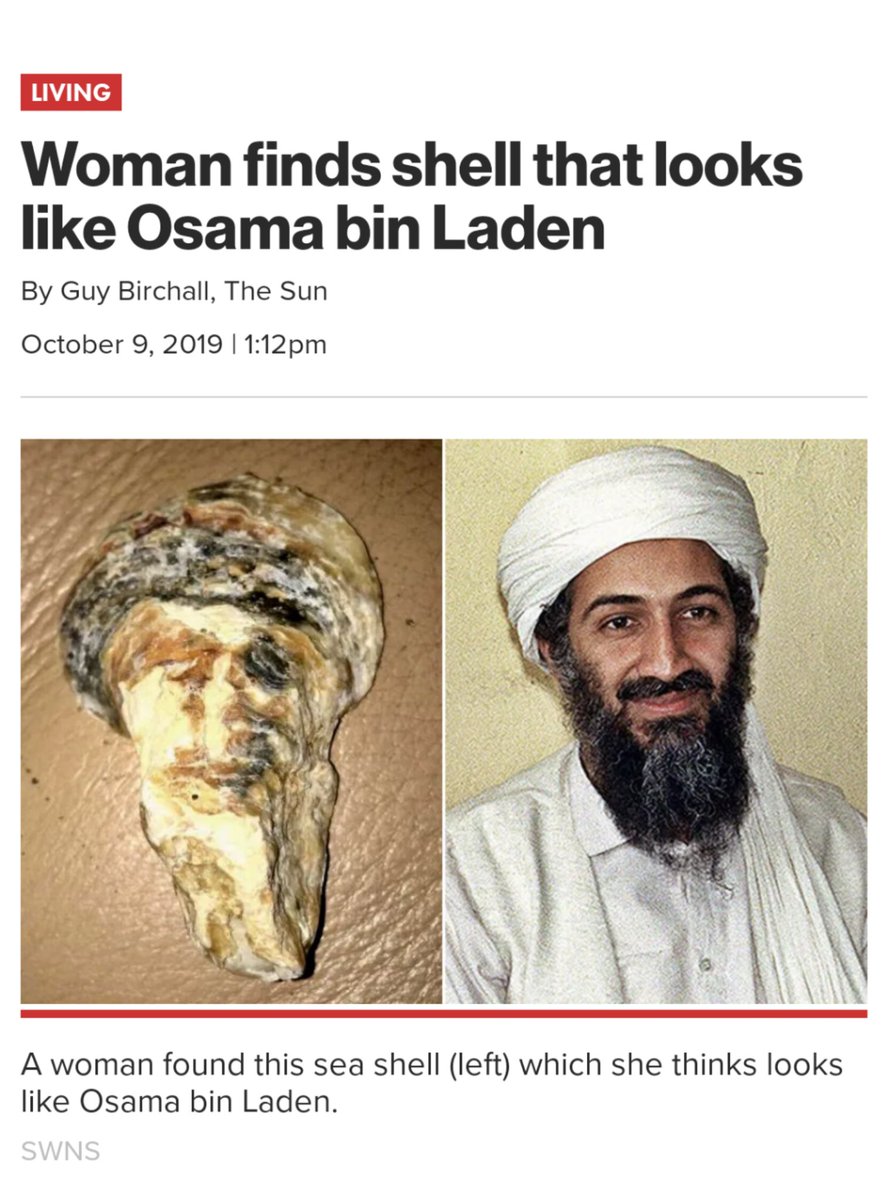 LIVING
Woman finds shell that looks
like Osama bin Laden
By Guy Birchall, The Sun
October 9, 2019 | 1:12pm
A woman found this sea shell (left) which she thinks looks
like Osama bin Laden.
SWNS